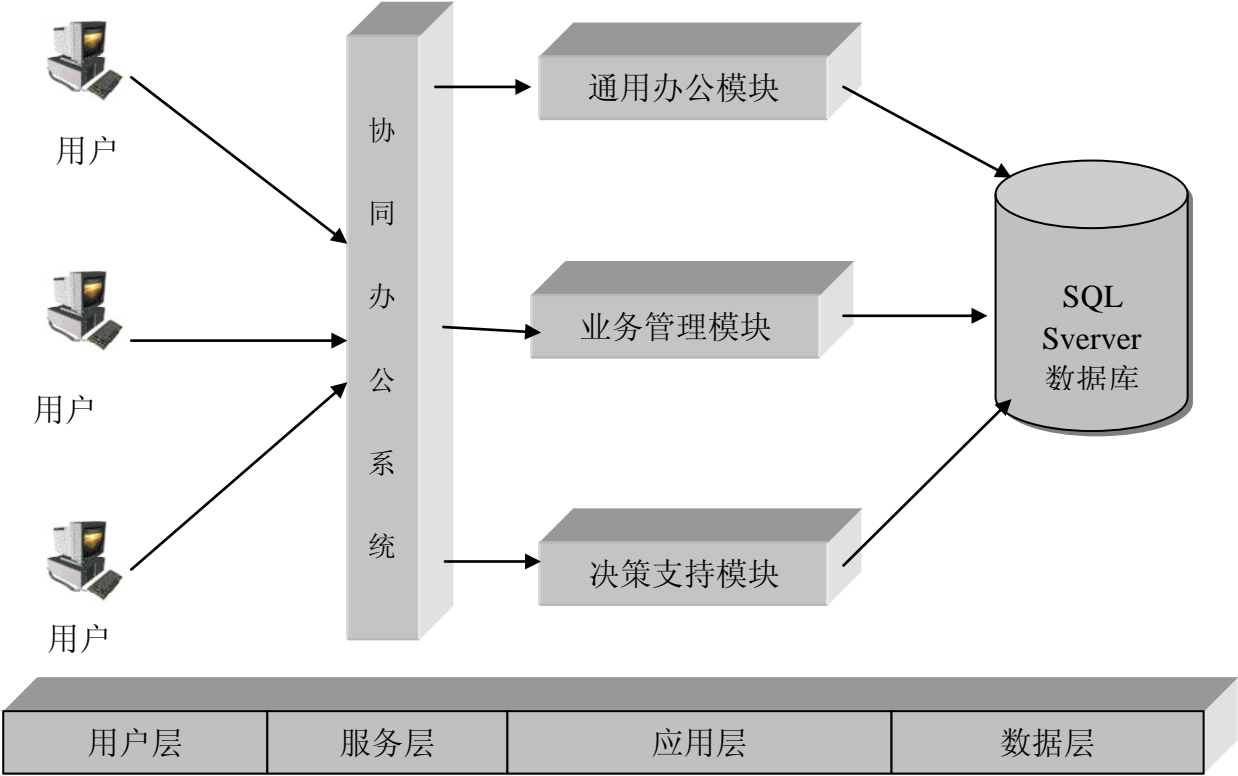 用户
用户
用户
协同办公系统
通用办公模块
业务管理模块
决策支持模块
SQL
Sverver
数据库
用户层
服务层
应用层
数据层